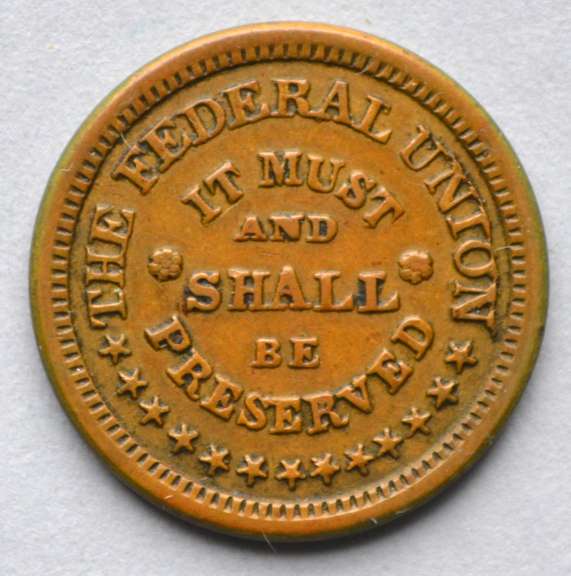 THE FEDERAL UNION
IT MUST
AND
SHALL
BE
PRESERVED